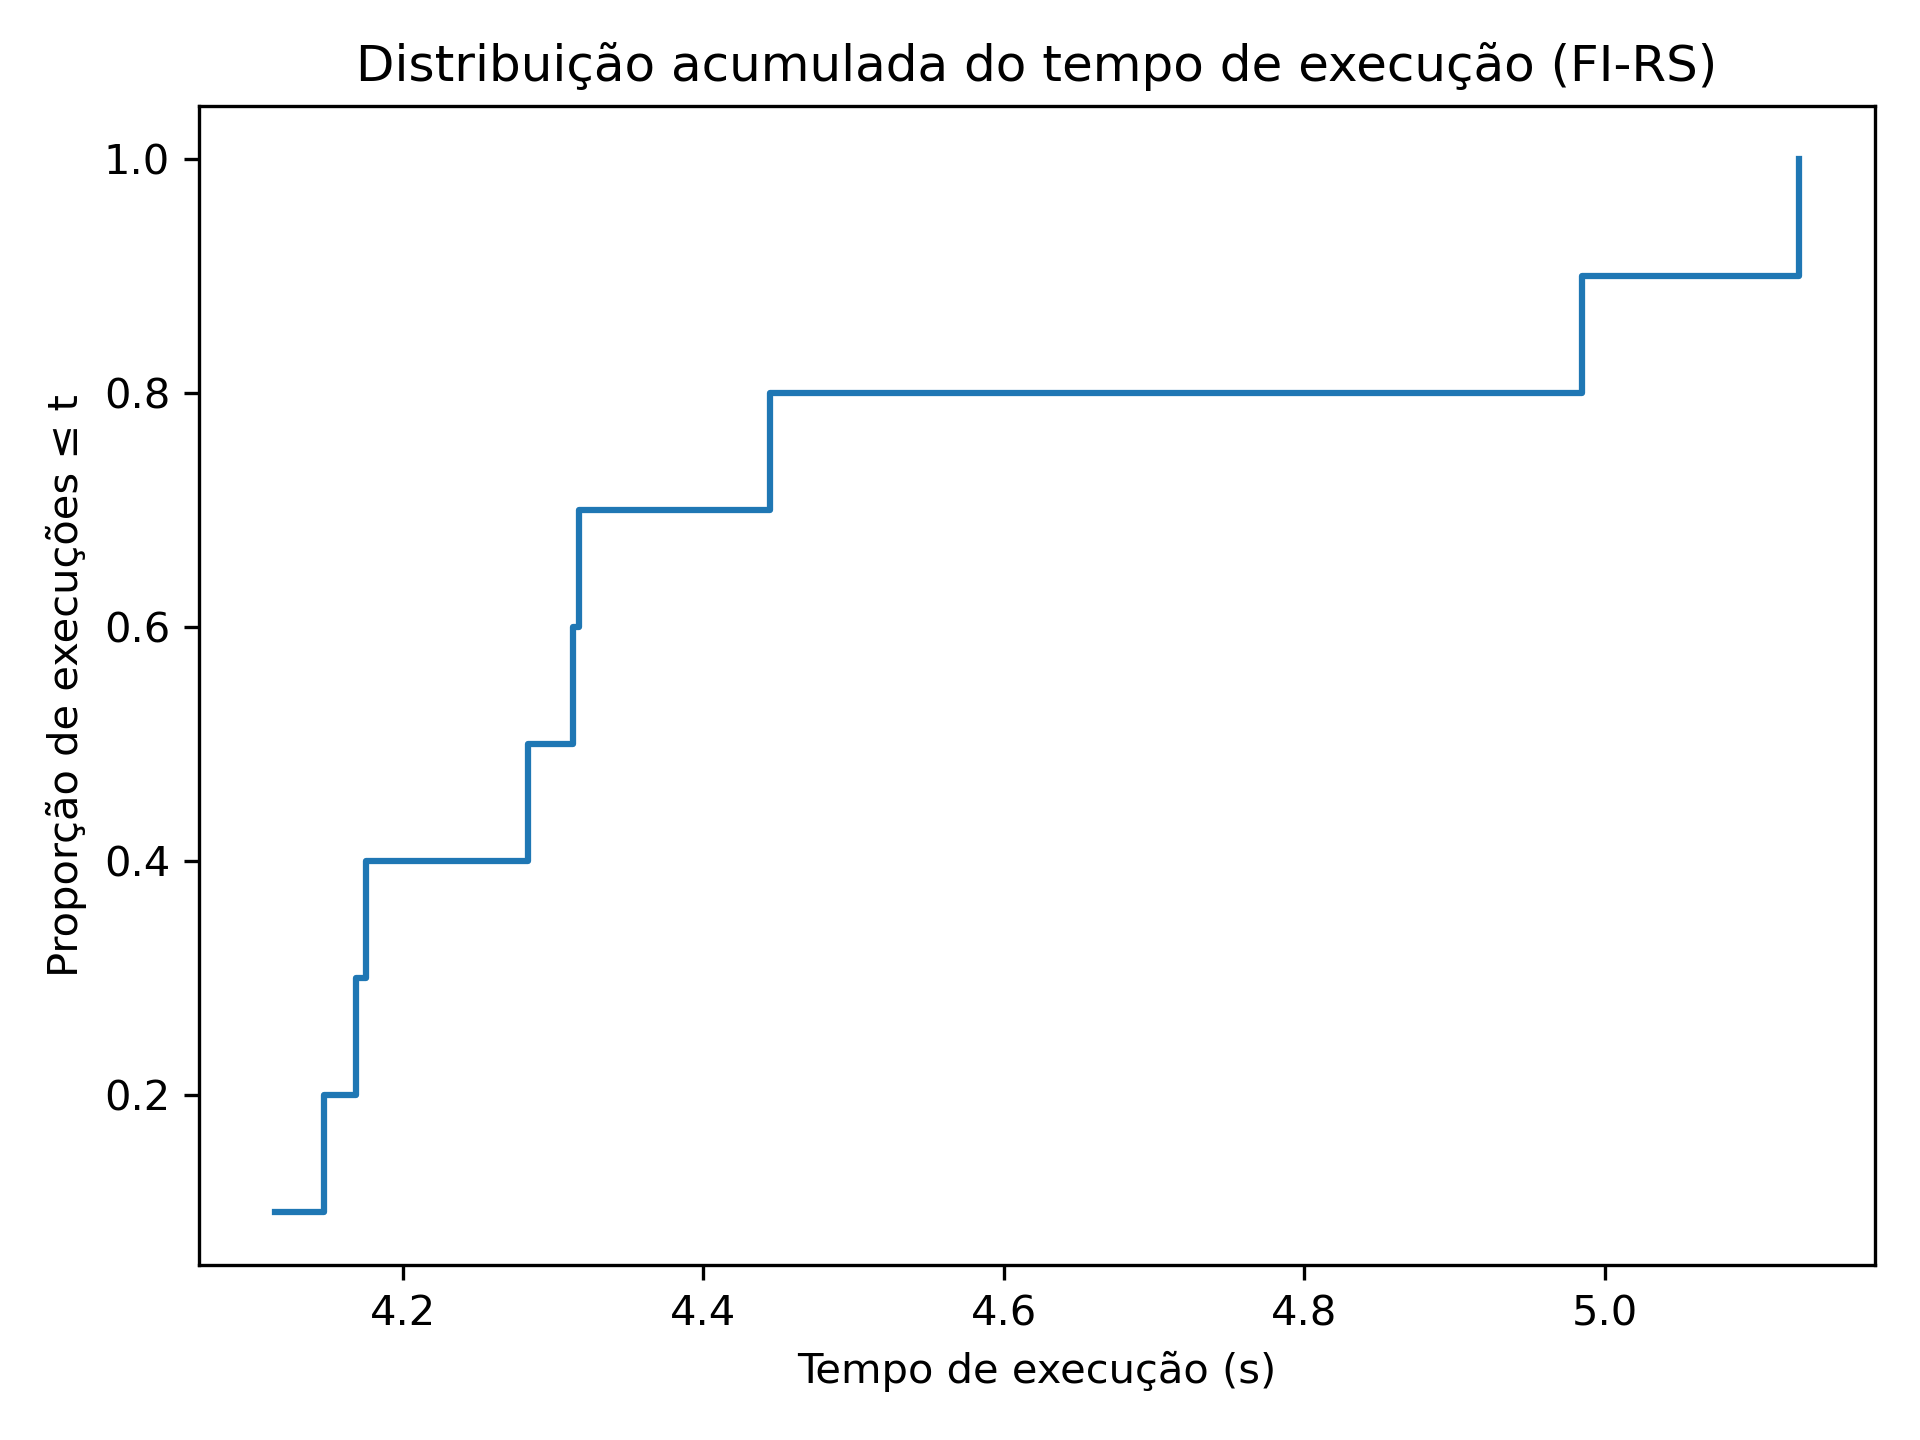 Distribuição acumulada do tempo de execução (FI-RS)
Proporção de execuções ≤ t
1.0
0.8
0.6
0.4
0.2
4.2 4.4 4.6 4.8 5.0
Tempo de execução (s)